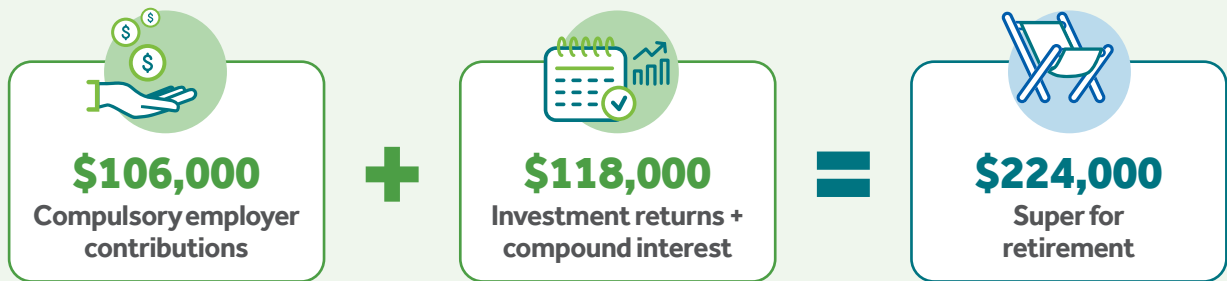 $ $
$
$106,000
Compulsory employer
contributions
+
$118,000
Investment returns +
compound interest
=
$224,000
Super for
retirement